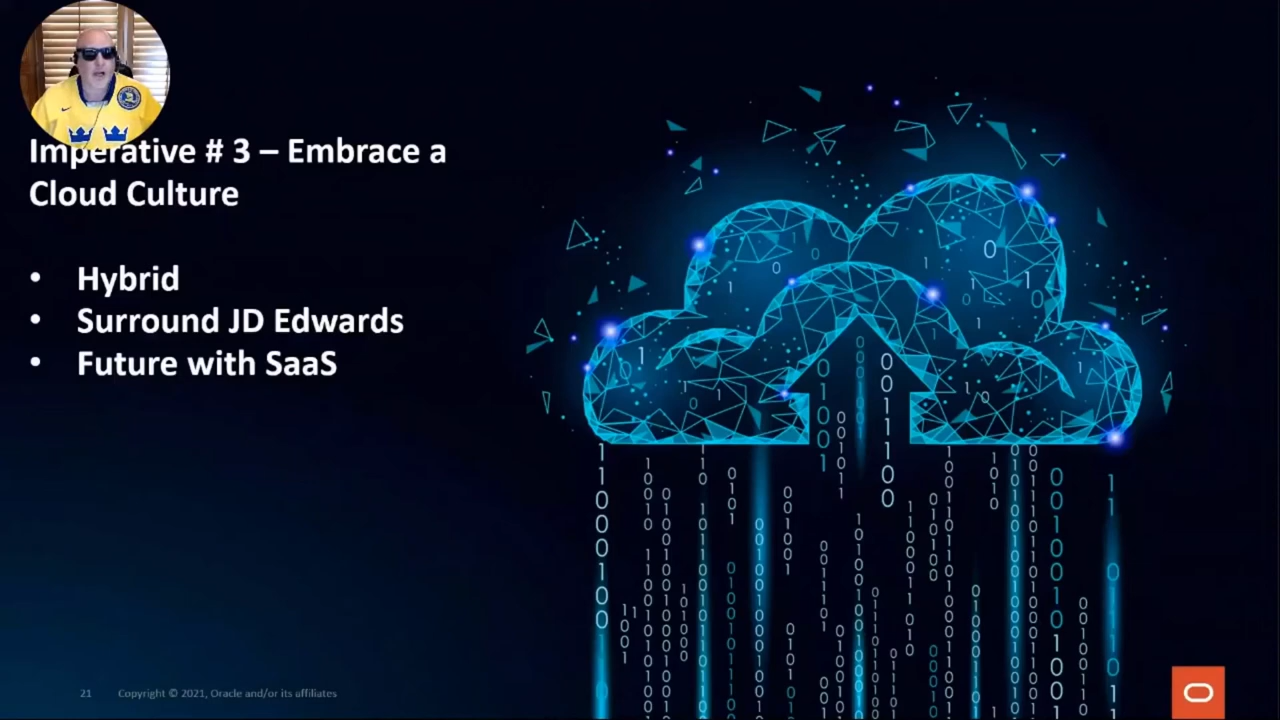 Imperative # 3 – Embrace a
Cloud Culture
• Hybrid
• Surround JD Edwards
• Future with SaaS
21 Copyright © 2021, Oracle and/or its affiliates